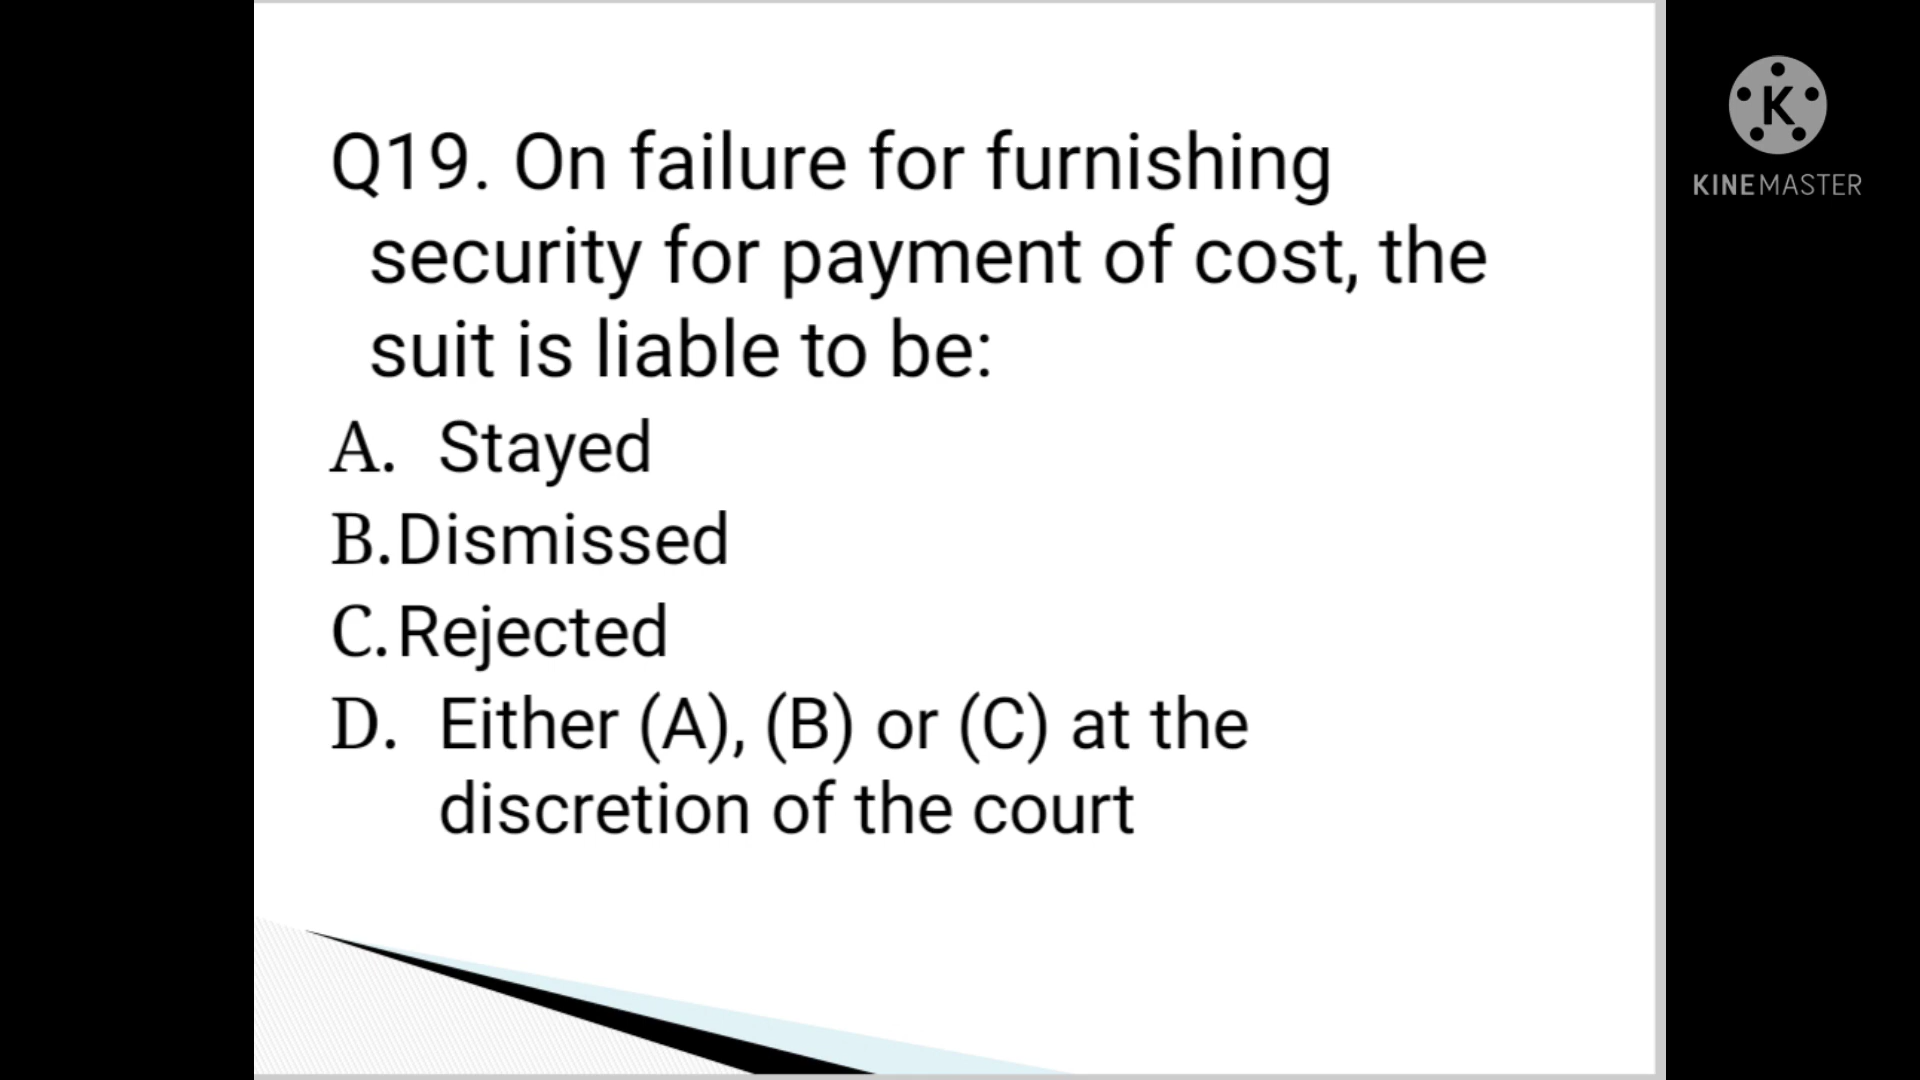 Q19. On failure for furnishing
security for payment of cost, the
suit is liable to be:
A. Stayed
B. Dismissed
C. Rejected
D. Either (A), (B) or (C) at the
discretion of the court
K
KINEMASTER